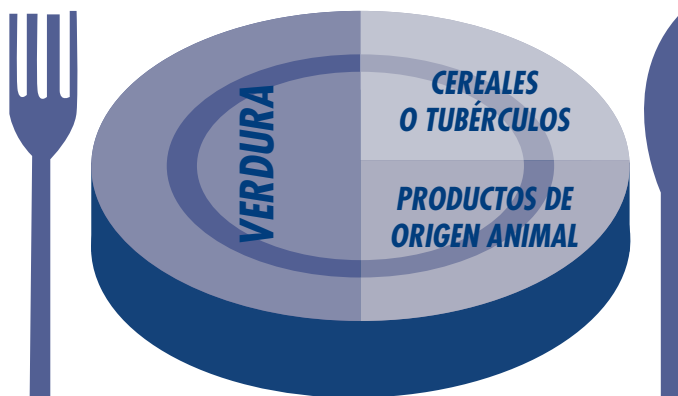 VERDURA
CEREALES
O TUBÉRCULOS
PRODUCTOS DE
ORIGEN ANIMAL